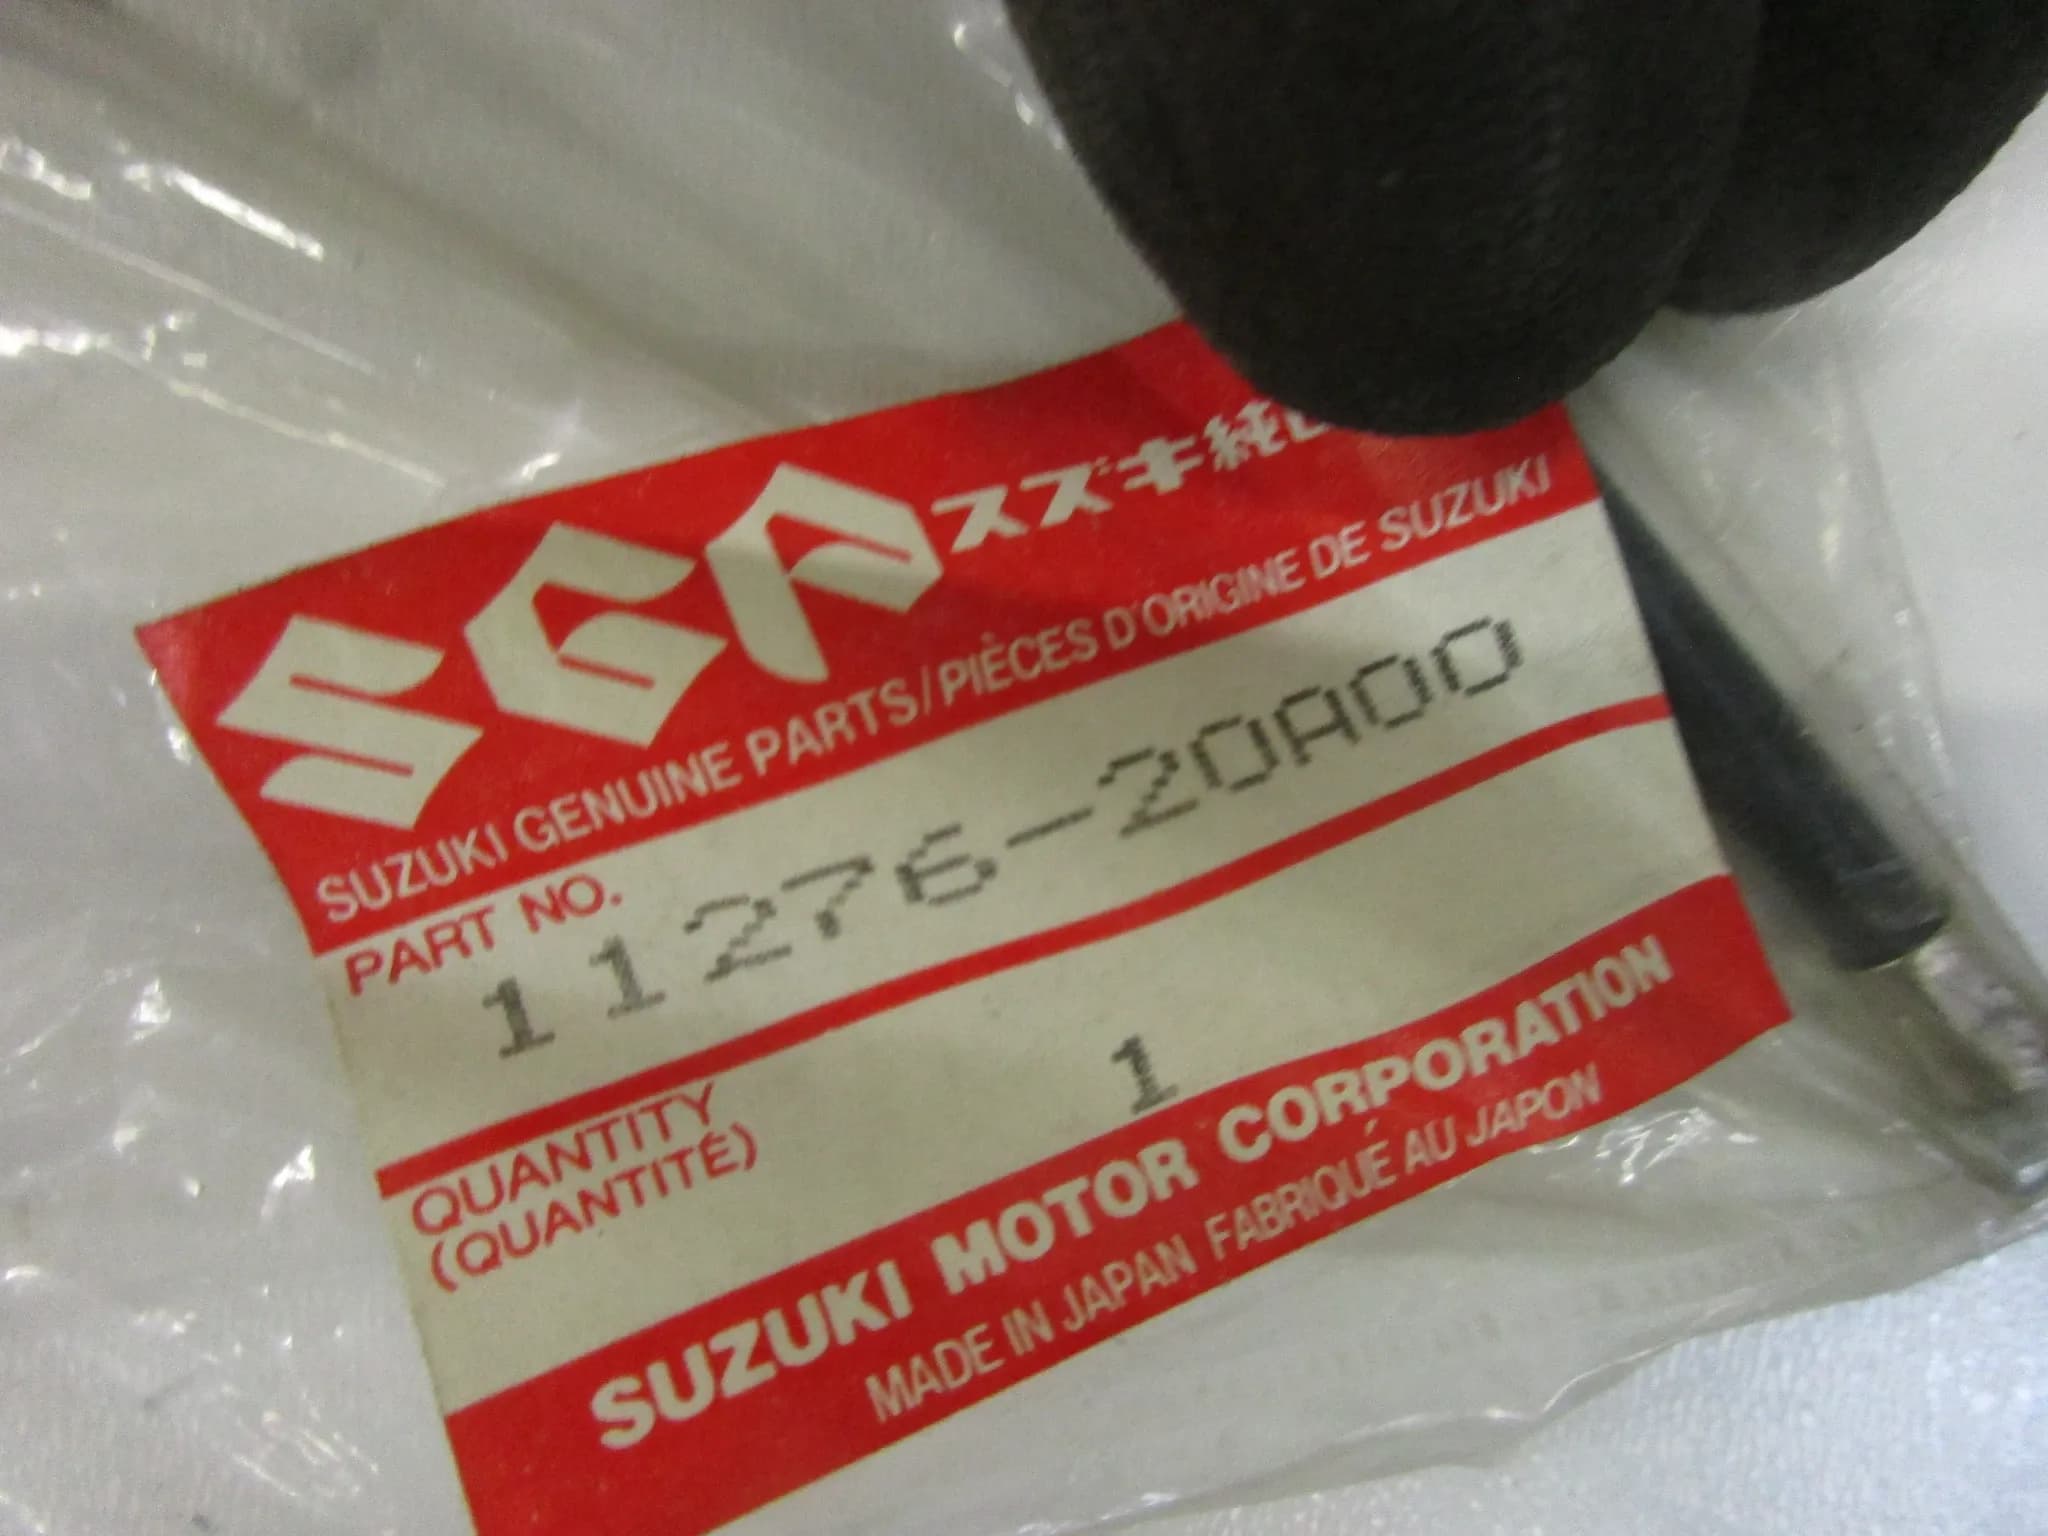 SGP スズキ純
SUZUKI GENUINE PARTS/PIÈCES D'ORIGINE DE SUZUKI
PART NO.
11276-20A00
QUANTITY 1
(QUANTITÉ)
SUZUKI MOTOR CORPORATION
MADE IN JAPAN FABRIQUÉ AU JAPON